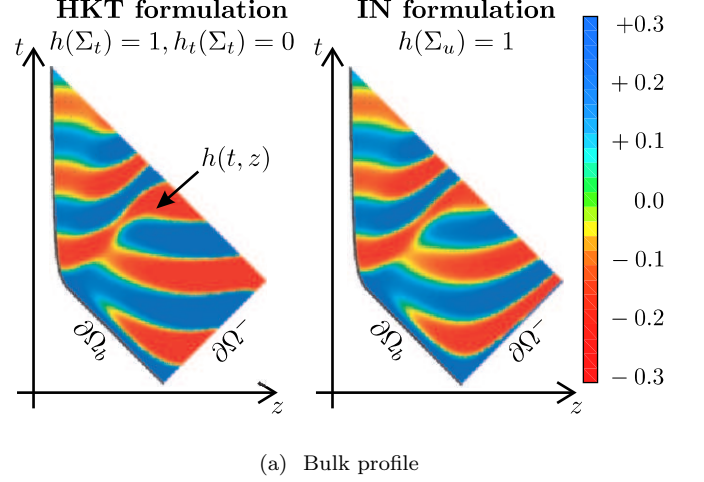 HKT formulation
h(Σ_t) = 1, h_t(Σ_t) = 0
t
h(t, z)
∂Ω_b
∂Ω^−
z
IN formulation
h(Σ_u) = 1
t
∂Ω_b
∂Ω^−
z
+0.3
+ 0.2
+ 0.1
0.0
− 0.1
− 0.2
− 0.3
(a) Bulk profile